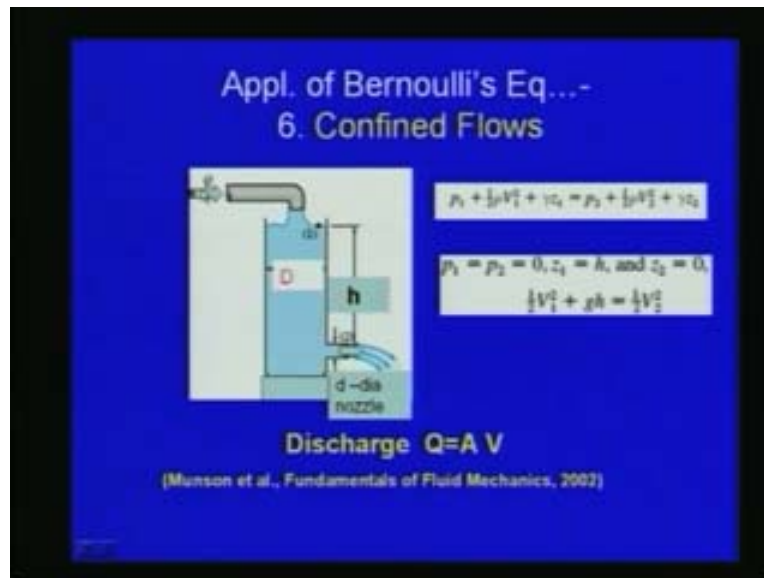 Appl. of Bernoulli's Eq...-
6. Confined Flows
Q
(1)
D
h
(2)
d –dia
nozzle
p₁ + ½ρV₁² + γz₁ = p₂ + ½ρV₂² + γz₂
p₁ = p₂ = 0, z₁ = h, and z₂ = 0,
½V₁² + gh = ½V₂²
Discharge Q=A V
(Munson et al., Fundamentals of Fluid Mechanics, 2002)